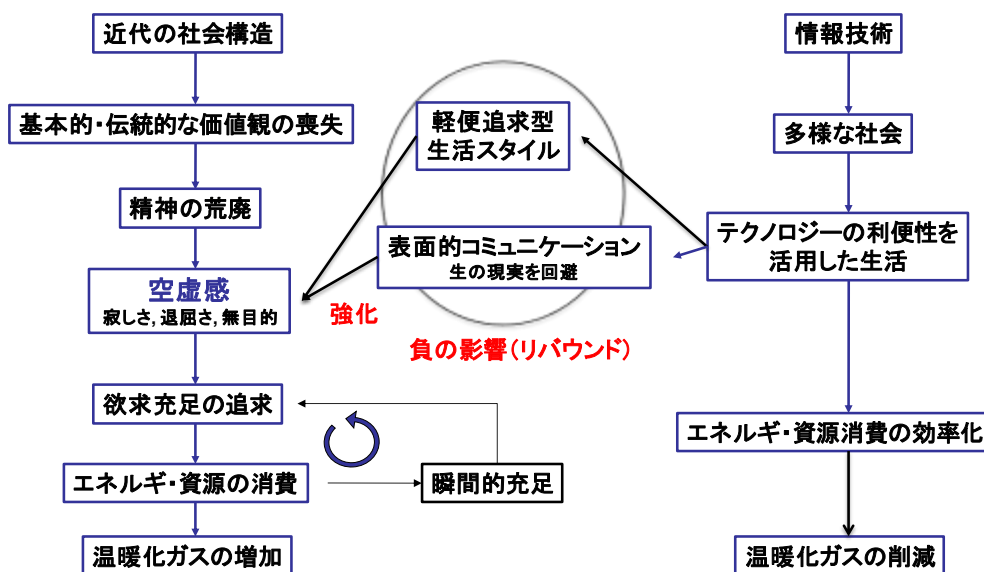 近代の社会構造
基本的・伝統的な価値観の喪失
精神の荒廃
空虚感
寂しさ, 退屈さ, 無目的
欲求充足の追求
エネルギ・資源の消費
温暖化ガスの増加
軽便追求型
生活スタイル
表面的コミュニケーション
生の現実を回避
強化
負の影響(リバウンド)
瞬間的充足
情報技術
多様な社会
テクノロジーの利便性を
活用した生活
エネルギ・資源消費の効率化
温暖化ガスの削減